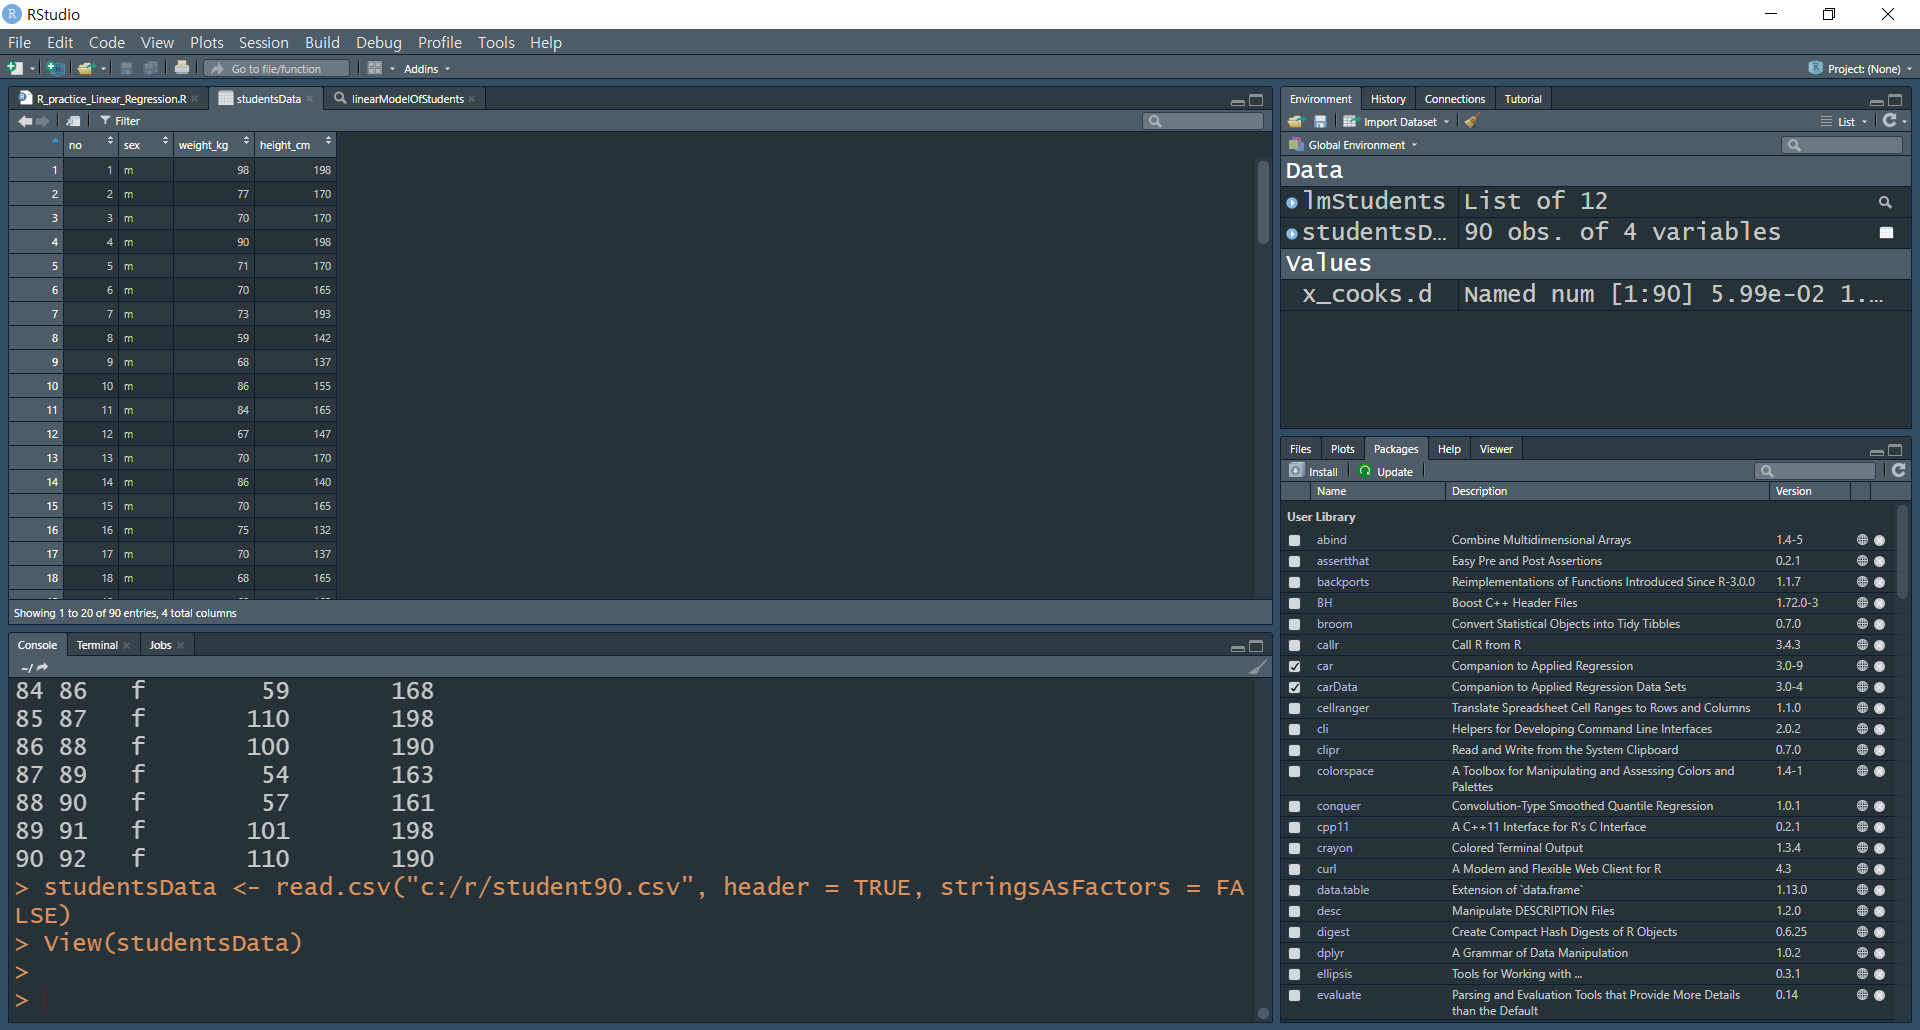 RStudio
File Edit Code View Plots Session Build Debug Profile Tools Help
Go to file/function Addins Project: (None)
R_practice_Linear_Regression.R studentsData linearModelOfStudents
Filter
no sex weight_kg height_cm
1 1 m 98 198
2 2 m 77 170
3 3 m 70 170
4 4 m 90 198
5 5 m 71 170
6 6 m 70 165
7 7 m 73 193
8 8 m 59 142
9 9 m 68 137
10 10 m 86 155
11 11 m 84 165
12 12 m 67 147
13 13 m 70 170
14 14 m 86 140
15 15 m 70 165
16 16 m 75 132
17 17 m 70 137
18 18 m 68 165
Showing 1 to 20 of 90 entries, 4 total columns
Console Terminal Jobs
~/
84 86 f 59 168
85 87 f 110 198
86 88 f 100 190
87 89 f 54 163
88 90 f 57 161
89 91 f 101 198
90 92 f 110 190
> studentsData <- read.csv("c:/r/student90.csv", header = TRUE, stringsAsFactors = FA
LSE)
> View(studentsData)
>
>
Environment History Connections Tutorial
Import Dataset List
Global Environment
Data
lmStudents List of 12
studentsD… 90 obs. of 4 variables
Values
x_cooks.d Named num [1:90] 5.99e-02 1.…
Files Plots Packages Help Viewer
Install Update
Name Description Version
User Library
abind Combine Multidimensional Arrays 1.4-5
assertthat Easy Pre and Post Assertions 0.2.1
backports Reimplementations of Functions Introduced Since R-3.0.0 1.1.7
BH Boost C++ Header Files 1.72.0-3
broom Convert Statistical Objects into Tidy Tibbles 0.7.0
callr Call R from R 3.4.3
car Companion to Applied Regression 3.0-9
carData Companion to Applied Regression Data Sets 3.0-4
cellranger Translate Spreadsheet Cell Ranges to Rows and Columns 1.1.0
cli Helpers for Developing Command Line Interfaces 2.0.2
clipr Read and Write from the System Clipboard 0.7.0
colorspace A Toolbox for Manipulating and Assessing Colors and 1.4-1
Palettes
conquer Convolution-Type Smoothed Quantile Regression 1.0.1
cpp11 A C++11 Interface for R's C Interface 0.2.1
crayon Colored Terminal Output 1.3.4
curl A Modern and Flexible Web Client for R 4.3
data.table Extension of `data.frame` 1.13.0
desc Manipulate DESCRIPTION Files 1.2.0
digest Create Compact Hash Digests of R Objects 0.6.25
dplyr A Grammar of Data Manipulation 1.0.2
ellipsis Tools for Working with ... 0.3.1
evaluate Parsing and Evaluation Tools that Provide More Details 0.14
than the Default